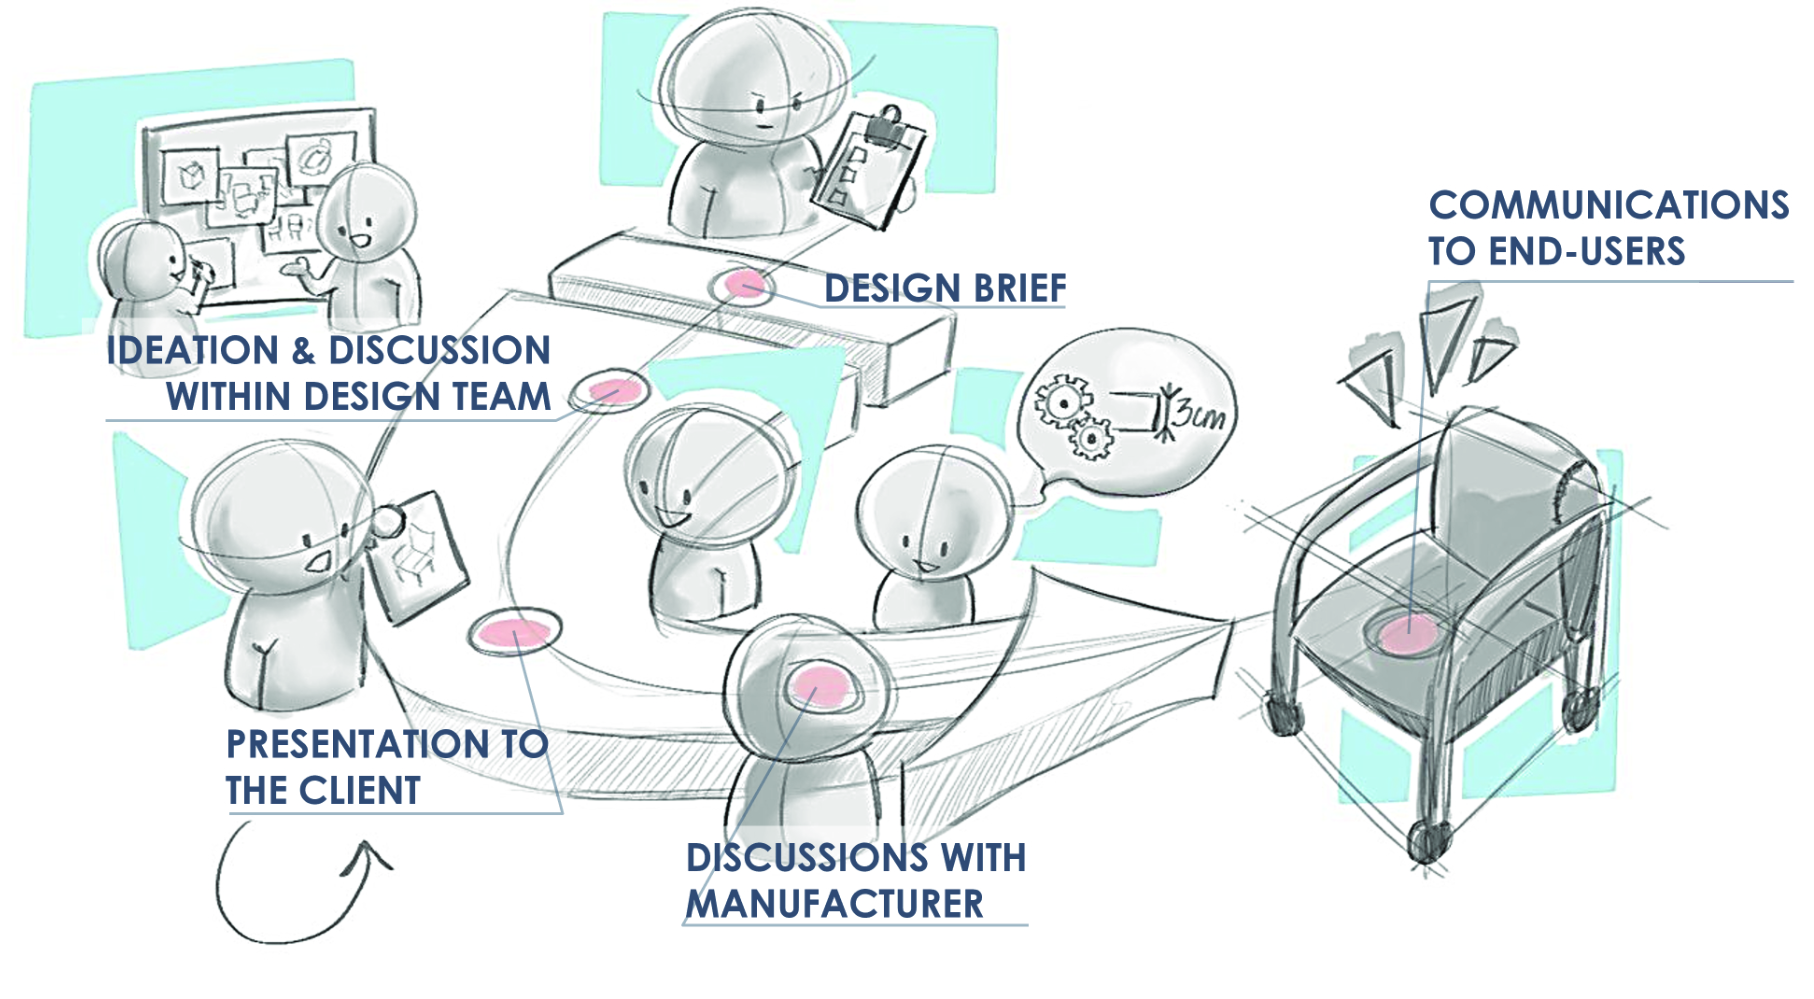 DESIGN BRIEF
IDEATION & DISCUSSION
WITHIN DESIGN TEAM
PRESENTATION TO
THE CLIENT
3cm
DISCUSSIONS WITH
MANUFACTURER
COMMUNICATIONS
TO END-USERS